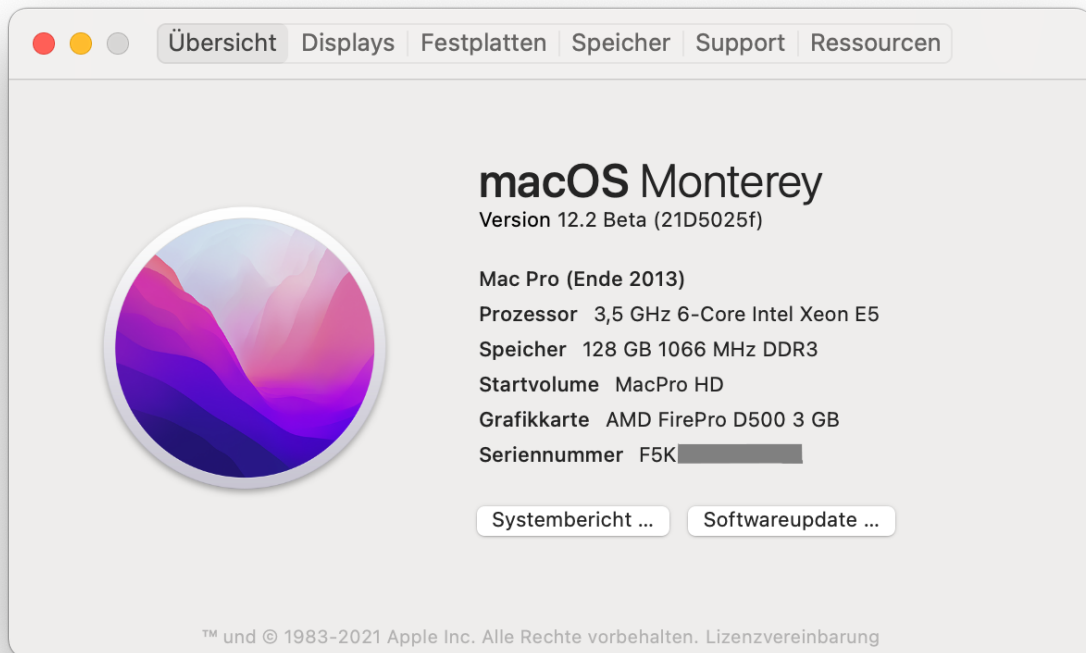 Übersicht Displays Festplatten Speicher Support Ressourcen
macOS Monterey
Version 12.2 Beta (21D5025f)
Mac Pro (Ende 2013)
Prozessor 3,5 GHz 6-Core Intel Xeon E5
Speicher 128 GB 1066 MHz DDR3
Startvolume MacPro HD
Grafikkarte AMD FirePro D500 3 GB
Seriennummer F5K
Systembericht ... Softwareupdate ...
™ und © 1983-2021 Apple Inc. Alle Rechte vorbehalten. Lizenzvereinbarung